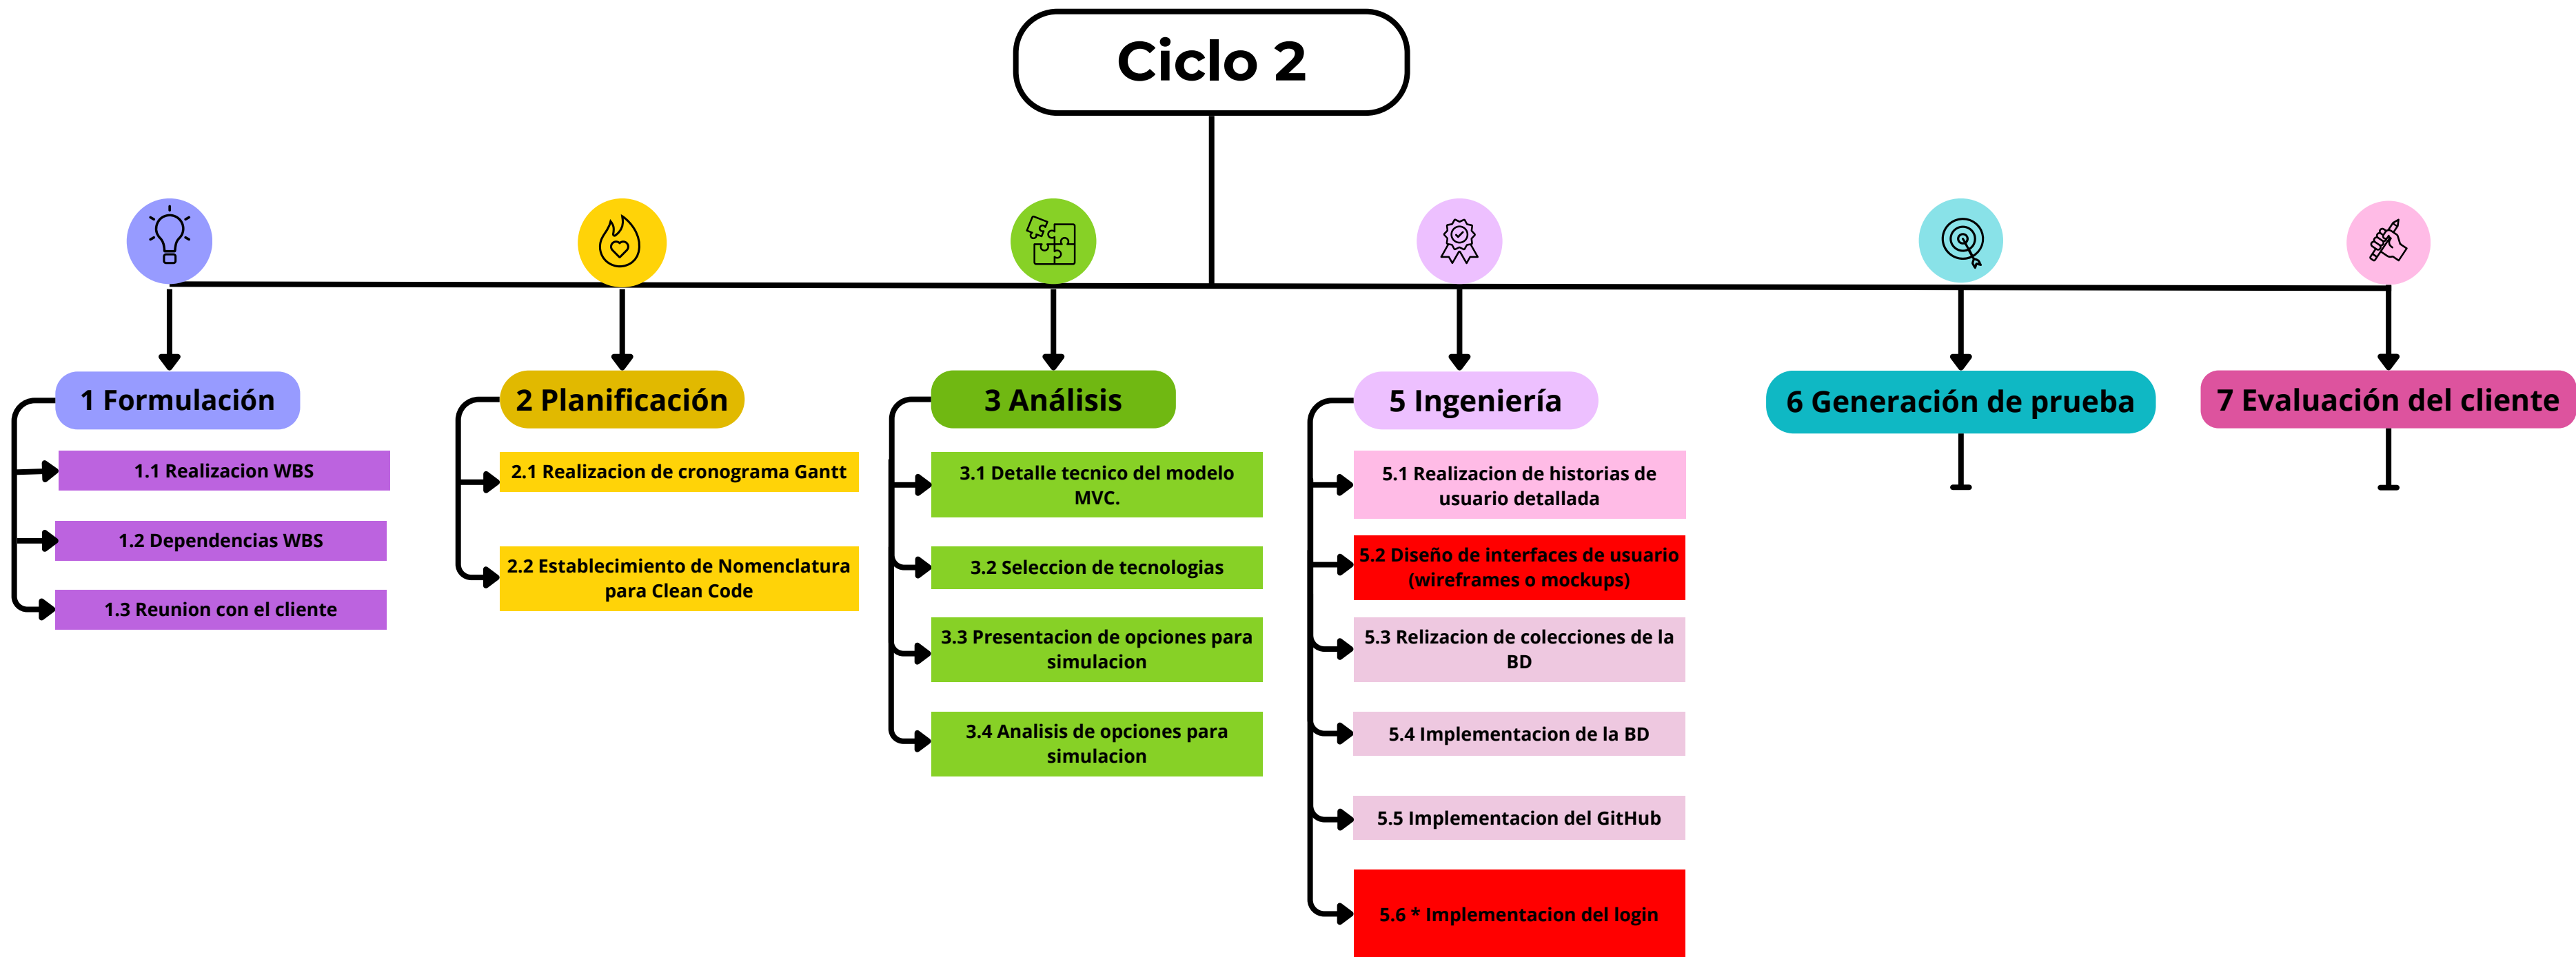 Ciclo 2
1 Formulación
1.1 Realizacion WBS
1.2 Dependencias WBS
1.3 Reunion con el cliente
2 Planificación
2.1 Realizacion de cronograma Gantt
2.2 Establecimiento de Nomenclatura
para Clean Code
3 Análisis
3.1 Detalle tecnico del modelo
MVC.
3.2 Seleccion de tecnologias
3.3 Presentacion de opciones para
simulacion
3.4 Analisis de opciones para
simulacion
5 Ingeniería
5.1 Realizacion de historias de
usuario detallada
5.2 Diseño de interfaces de usuario
(wireframes o mockups)
5.3 Relizacion de colecciones de la
BD
5.4 Implementacion de la BD
5.5 Implementacion del GitHub
5.6 * Implementacion del login
6 Generación de prueba
7 Evaluación del cliente